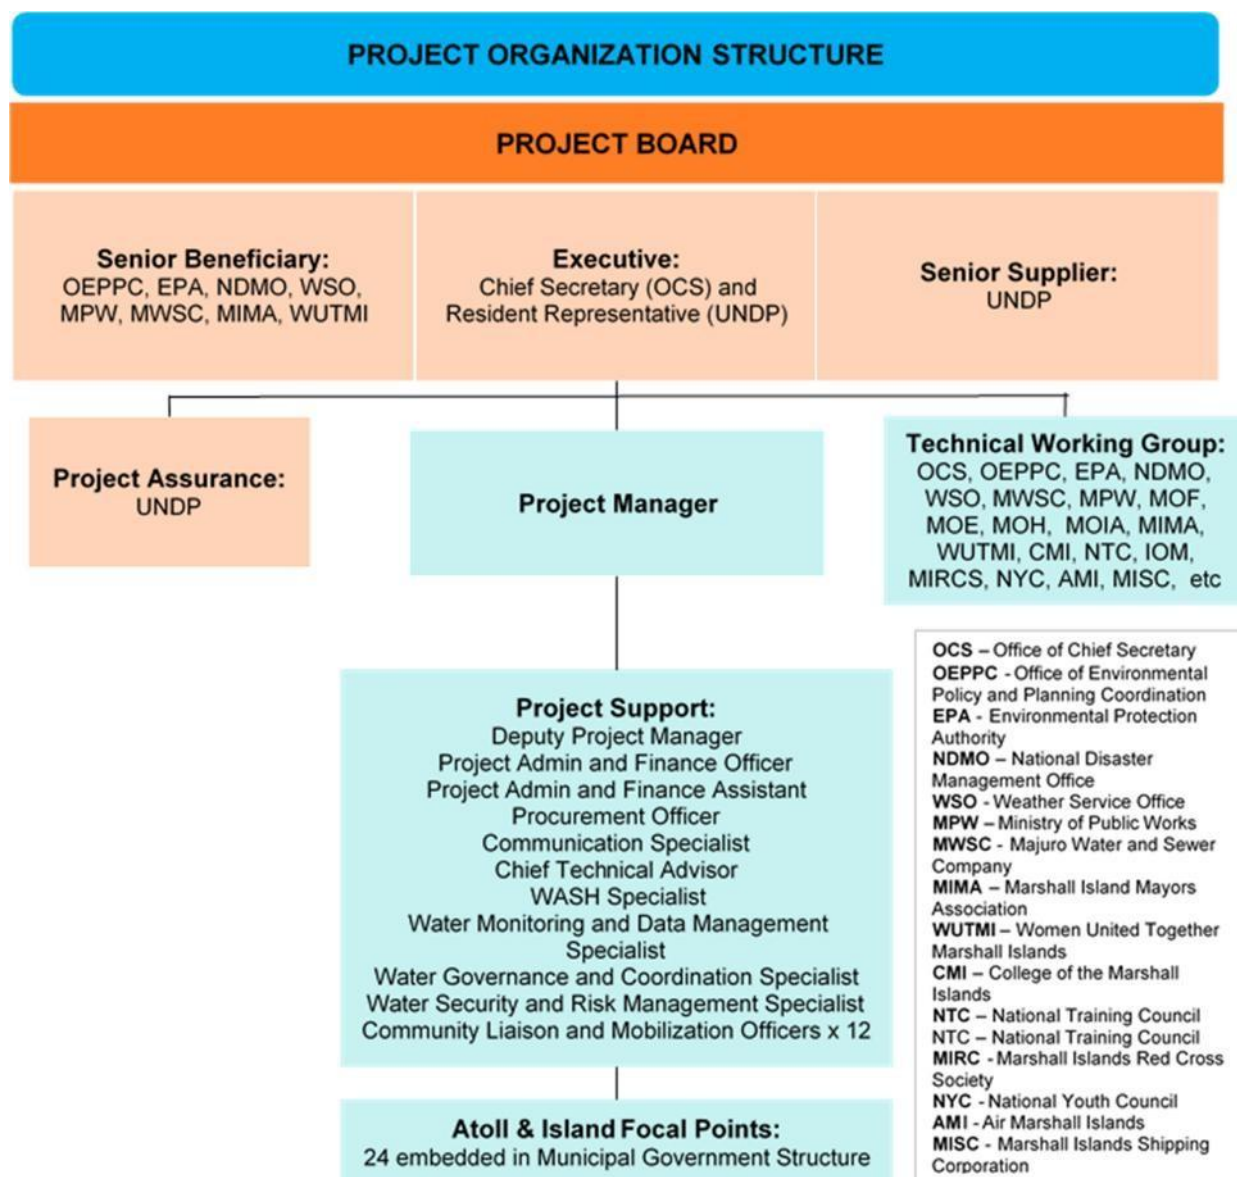 PROJECT ORGANIZATION STRUCTURE
PROJECT BOARD
Senior Beneficiary:
OEPPC, EPA, NDMO, WSO,
MPW, MWSC, MIMA, WUTMI
Executive:
Chief Secretary (OCS) and
Resident Representative (UNDP)
Senior Supplier:
UNDP
Project Assurance:
UNDP
Project Manager
Technical Working Group:
OCS, OEPPC, EPA, NDMO,
WSO, MWSC, MPW, MOF,
MOE, MOH, MOIA, MIMA,
WUTMI, CMI, NTC, IOM,
MIRCS, NYC, AMI, MISC, etc
Project Support:
Deputy Project Manager
Project Admin and Finance Officer
Project Admin and Finance Assistant
Procurement Officer
Communication Specialist
Chief Technical Advisor
WASH Specialist
Water Monitoring and Data Management
Specialist
Water Governance and Coordination Specialist
Water Security and Risk Management Specialist
Community Liaison and Mobilization Officers x 12
Atoll & Island Focal Points:
24 embedded in Municipal Government Structure
OCS – Office of Chief Secretary
OEPPC - Office of Environmental
Policy and Planning Coordination
EPA - Environmental Protection
Authority
NDMO – National Disaster
Management Office
WSO - Weather Service Office
MPW – Ministry of Public Works
MWSC - Majuro Water and Sewer
Company
MIMA – Marshall Island Mayors
Association
WUTMI – Women United Together
Marshall Islands
CMI – College of the Marshall
Islands
NTC – National Training Council
NTC – National Training Council
MIRC - Marshall Islands Red Cross
Society
NYC - National Youth Council
AMI - Air Marshall Islands
MISC - Marshall Islands Shipping
Corporation